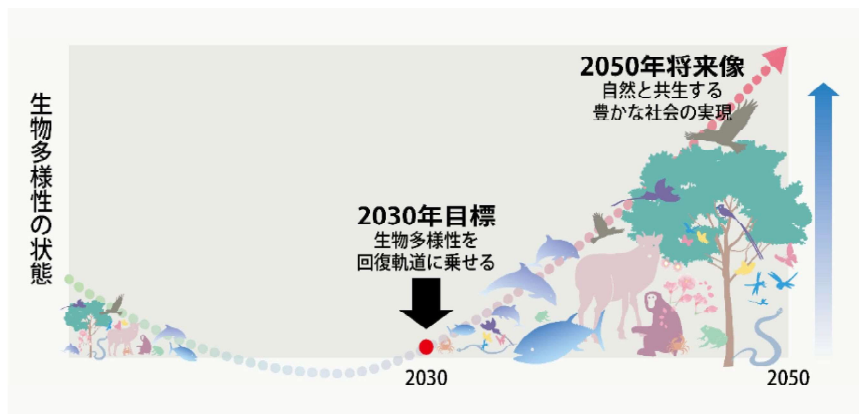 生物多様性の状態
2050年将来像
自然と共生する
豊かな社会の実現
2030年目標
生物多様性を
回復軌道に乗せる
2030
2050